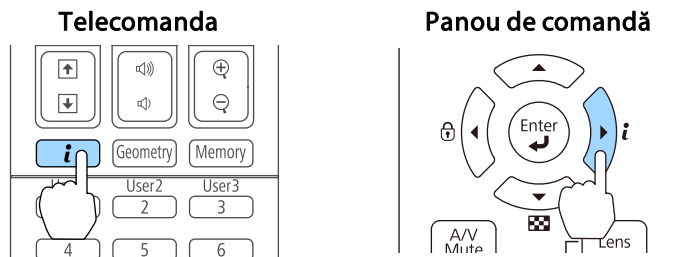 Telecomanda
Panou de comandă
i
Geometry
Memory
User2
User3
2
3
4
5
6
Enter
i
A/V
Mute
Lens